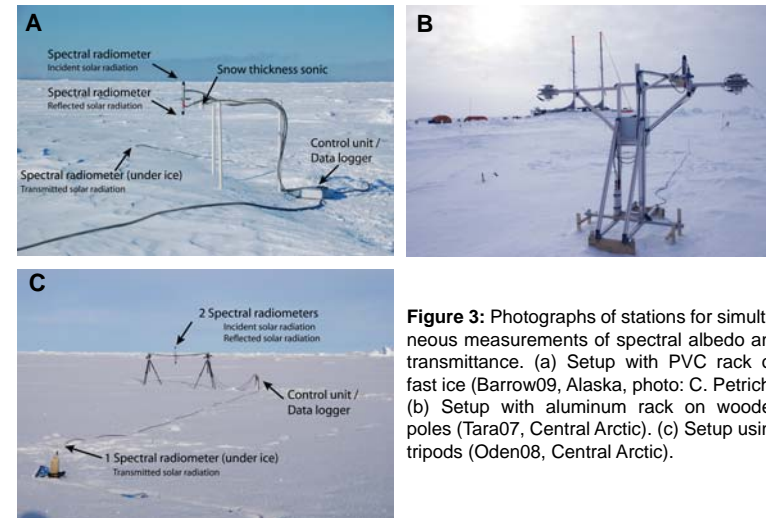 A
Spectral radiometer
Incident solar radiation
Snow thickness sonic
Spectral radiometer
Reflected solar radiation
Control unit /
Data logger
Spectral radiometer (under ice)
Transmitted solar radiation
B
C
2 Spectral radiometers
Incident solar radiation
Reflected solar radiation
Control unit /
Data logger
1 Spectral radiometer (under ice)
Transmitted solar radiation
Figure 3: Photographs of stations for simult
neous measurements of spectral albedo an
transmittance. (a) Setup with PVC rack o
fast ice (Barrow09, Alaska, photo: C. Petrich
(b) Setup with aluminum rack on woode
poles (Tara07, Central Arctic). (c) Setup usin
tripods (Oden08, Central Arctic).